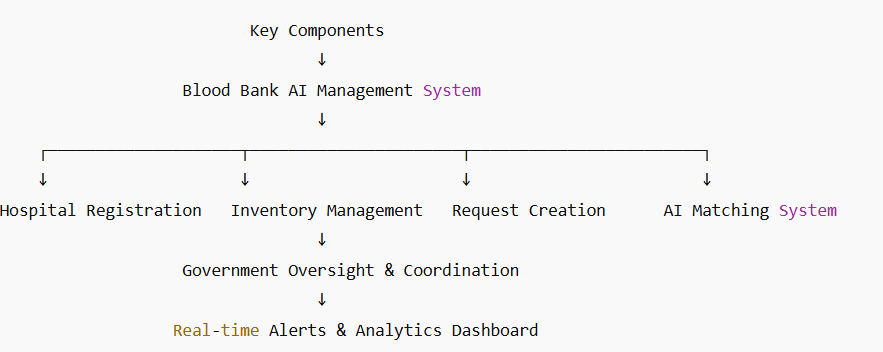 Key Components
↓
Blood Bank AI Management System
↓
↓ ↓ ↓ ↓
Hospital Registration Inventory Management Request Creation AI Matching System
↓
Government Oversight & Coordination
↓
Real-time Alerts & Analytics Dashboard